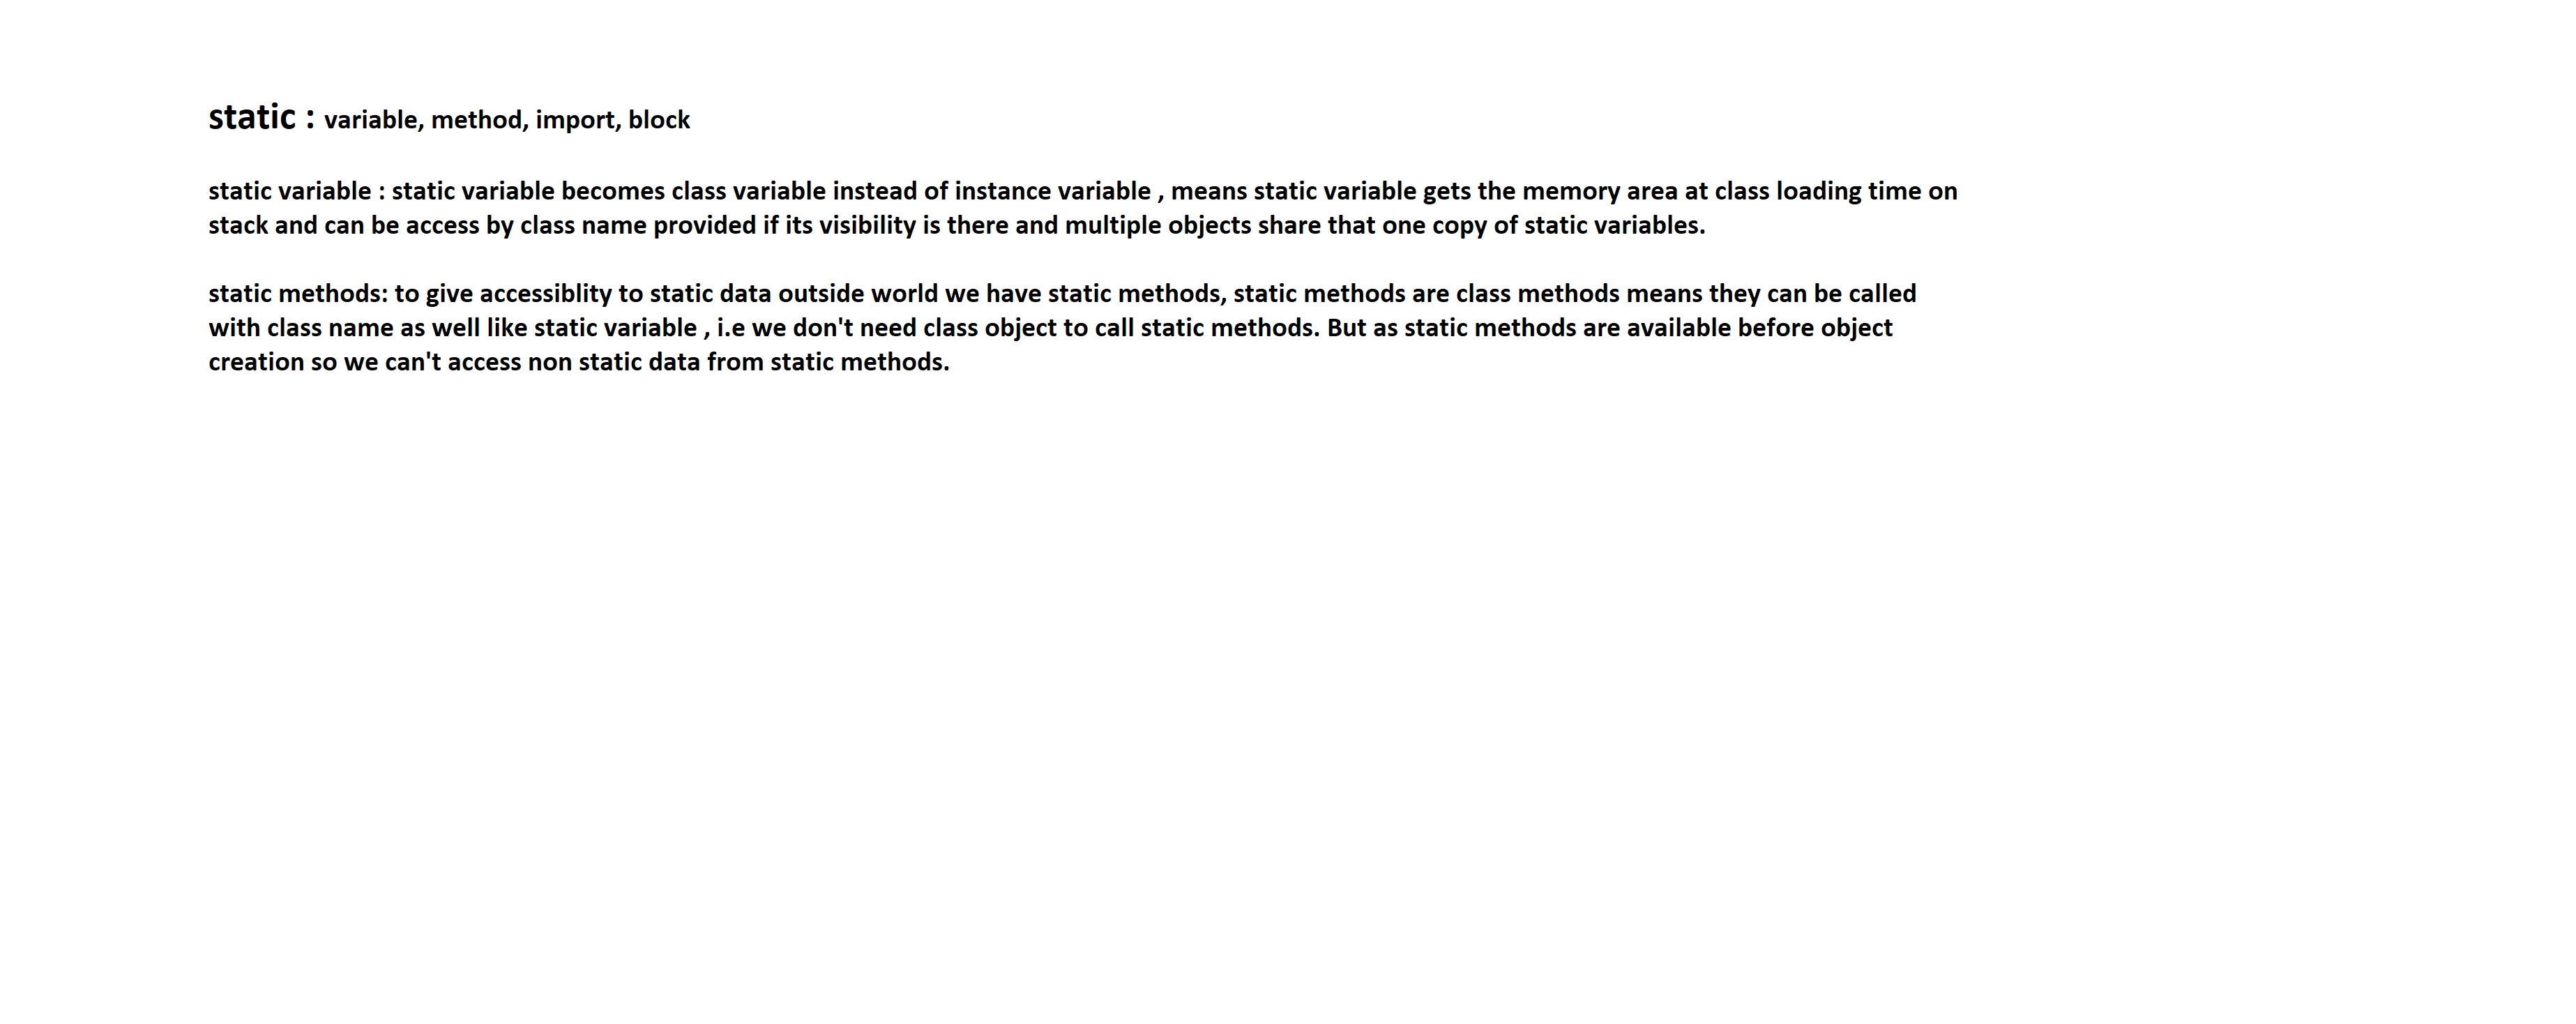 static : variable, method, import, block
static variable : static variable becomes class variable instead of instance variable , means static variable gets the memory area at class loading time on
stack and can be access by class name provided if its visibility is there and multiple objects share that one copy of static variables.
static methods: to give accessiblity to static data outside world we have static methods, static methods are class methods means they can be called
with class name as well like static variable , i.e we don't need class object to call static methods. But as static methods are available before object
creation so we can't access non static data from static methods.